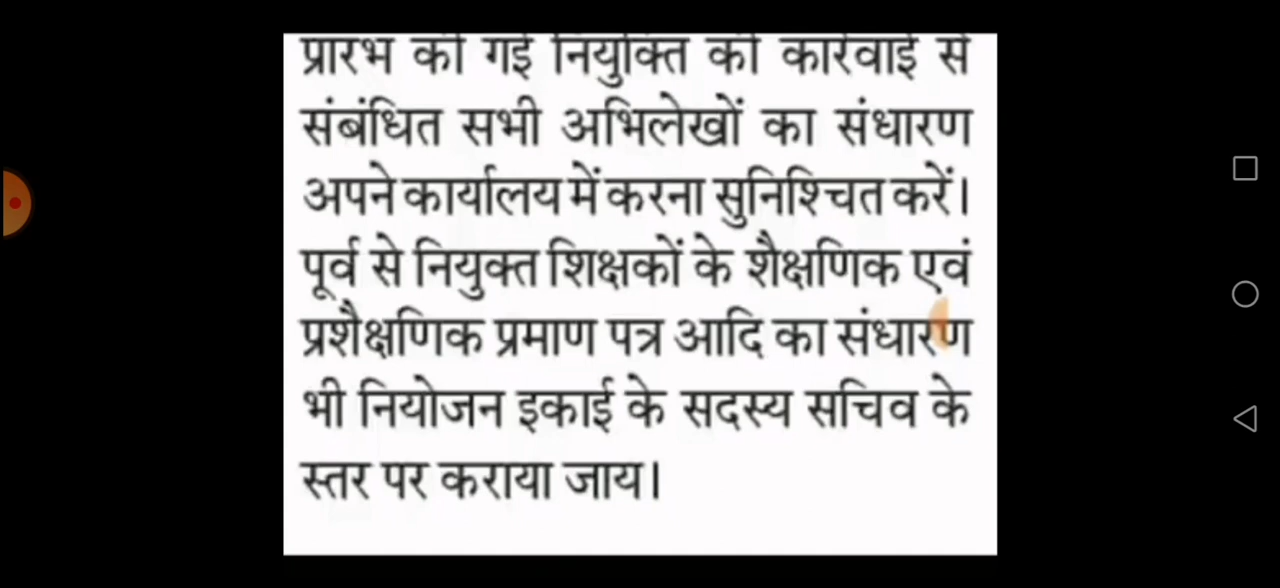 प्रारंभ की गई नियुक्ति की कार्रवाई से
संबंधित सभी अभिलेखों का संधारण
अपने कार्यालय में करना सुनिश्चित करें।
पूर्व से नियुक्त शिक्षकों के शैक्षणिक एवं
प्रशैक्षणिक प्रमाण पत्र आदि का संधारण
भी नियोजन इकाई के सदस्य सचिव के
स्तर पर कराया जाय।